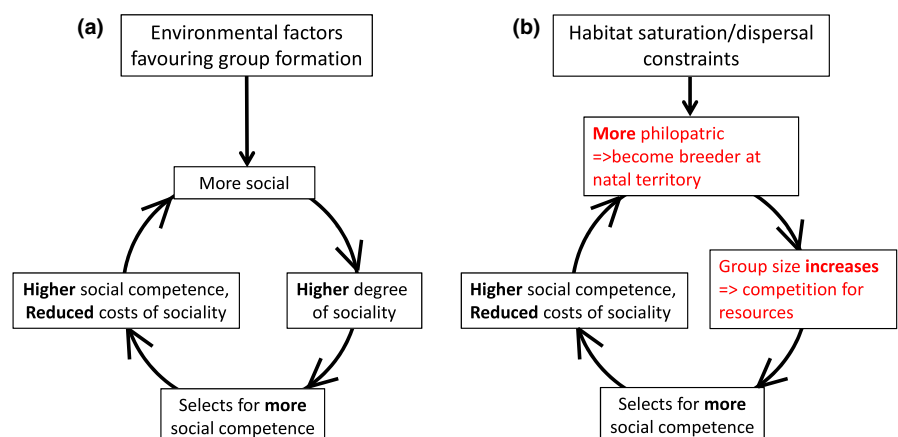 (a)
Environmental factors
favouring group formation
More social
Higher degree
of sociality
Selects for more
social competence
Higher social competence,
Reduced costs of sociality
(b)
Habitat saturation/dispersal
constraints
More philopatric
=>become breeder at
natal territory
Group size increases
=> competition for
resources
Selects for more
social competence
Higher social competence,
Reduced costs of sociality